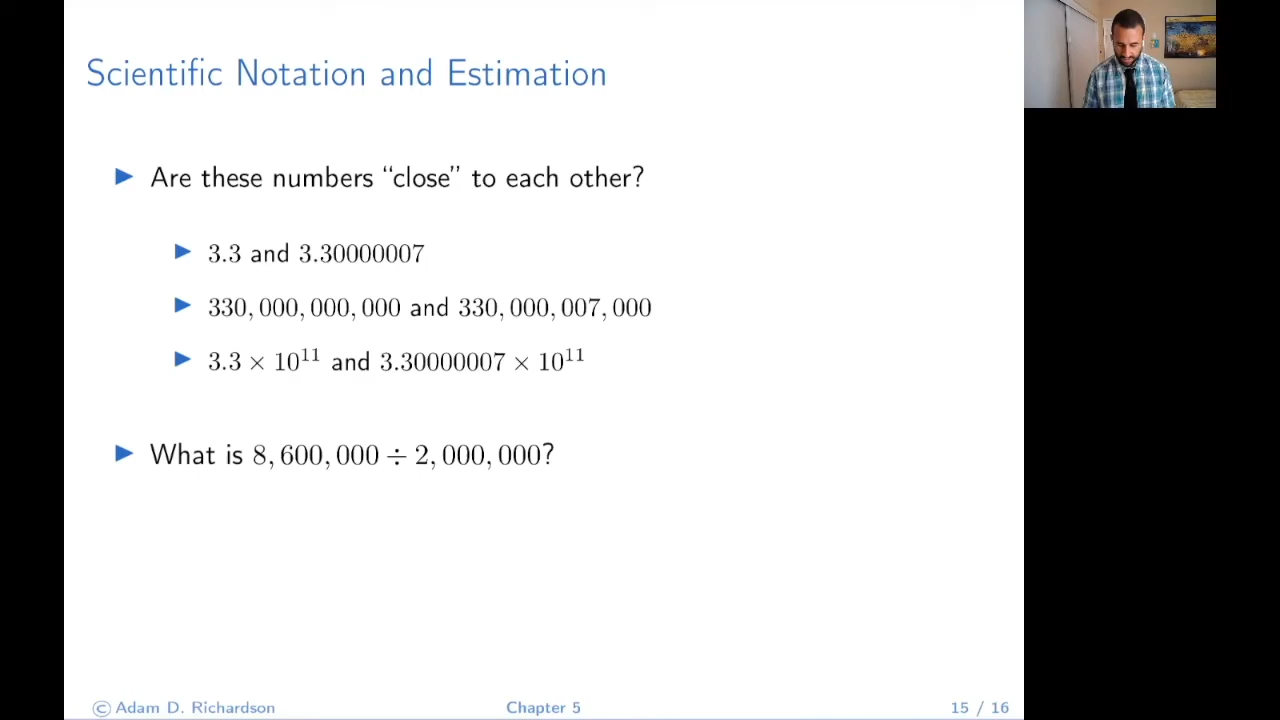 Scientific Notation and Estimation
▶ Are these numbers “close” to each other?
▶ 3.3 and 3.30000007
▶ 330,000,000,000 and 330,000,007,000
▶ 3.3 × 10¹¹ and 3.30000007 × 10¹¹
▶ What is 8,600,000 ÷ 2,000,000?
© Adam D. Richardson Chapter 5 15 / 16